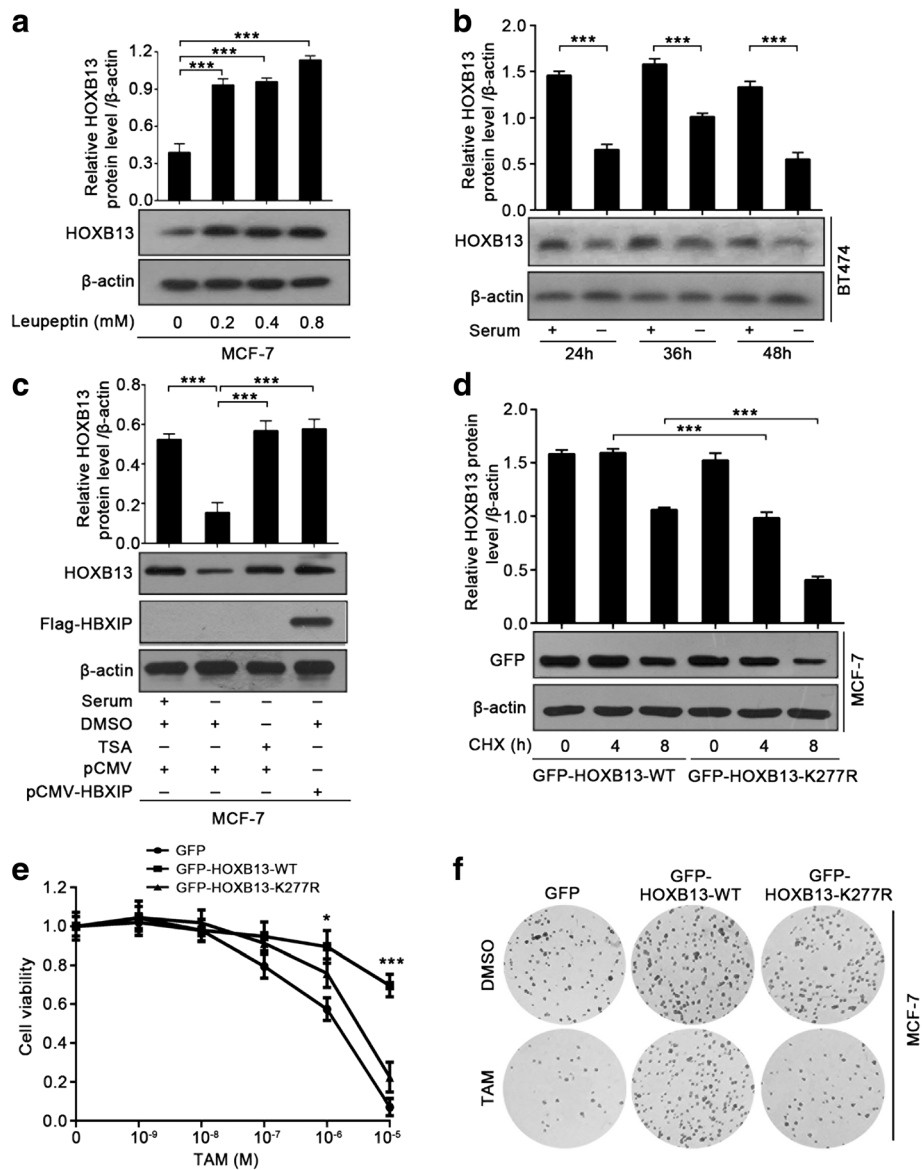 a
Relative HOXB13
protein level /β-actin
1.2
0.9
0.6
0.3
0.0
***
***
***
HOXB13
β-actin
Leupeptin (mM)
0 0.2 0.4 0.8
MCF-7
b
Relative HOXB13
protein level /β-actin
2.0
1.5
1.0
0.5
0.0
*** *** ***
HOXB13
β-actin
BT474
Serum + − + − + −
24h 36h 48h
c
Relative HOXB13
protein level /β-actin
0.8
0.6
0.4
0.2
0.0
*** ***
***
HOXB13
Flag-HBXIP
β-actin
Serum + − − −
DMSO + + − +
TSA − − + −
pCMV + + + −
pCMV-HBXIP − − − +
MCF-7
d
Relative HOXB13 protein
level /β-actin
2.0
1.5
1.0
0.5
0.0
***
***
GFP
β-actin
MCF-7
CHX (h) 0 4 8 0 4 8
GFP-HOXB13-WT GFP-HOXB13-K277R
e
GFP
GFP-HOXB13-WT
GFP-HOXB13-K277R
Cell viability
1.2
1.0
0.8
0.6
0.4
0.2
0.0
*
***
0 10-9 10-8 10-7 10-6 10-5
TAM (M)
f
GFP
GFP-
HOXB13-WT
GFP-
HOXB13-K277R
DMSO
TAM
MCF-7